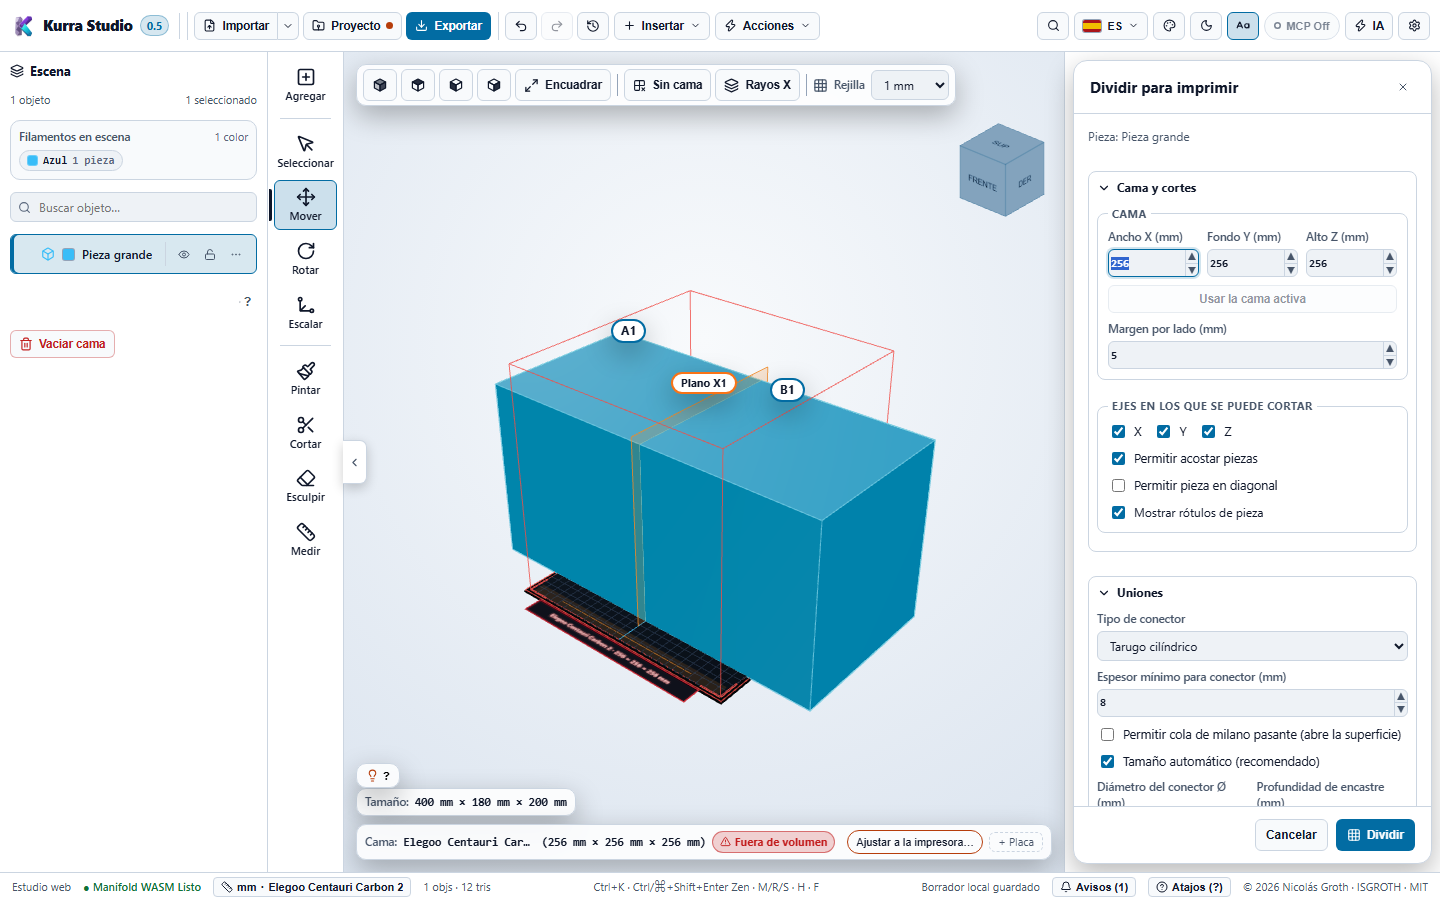 Kurra Studio 0.5 Importar Proyecto Exportar Insertar Acciones ES MCP Off IA
Escena
1 objeto 1 seleccionado
Filamentos en escena 1 color
Azul 1 pieza
Buscar objeto...
Pieza grande
?
Vaciar cama
Agregar
Seleccionar
Mover
Rotar
Escalar
Pintar
Cortar
Esculpir
Medir
Encuadrar Sin cama Rayos X Rejilla 1 mm
SUP
FRENTE DER
A1
Plano X1
B1
Elegoo Centauri Carbon 2 · 256 × 256 × 256 mm
?
Tamaño: 400 mm × 180 mm × 200 mm
Cama: Elegoo Centauri Car… (256 mm × 256 mm × 256 mm) Fuera de volumen Ajustar a la impresora… + Placa
Dividir para imprimir
Pieza: Pieza grande
Cama y cortes
CAMA
Ancho X (mm) Fondo Y (mm) Alto Z (mm)
256 256 256
Usar la cama activa
Margen por lado (mm)
5
EJES EN LOS QUE SE PUEDE CORTAR
X Y Z
Permitir acostar piezas
Permitir pieza en diagonal
Mostrar rótulos de pieza
Uniones
Tipo de conector
Tarugo cilíndrico
Espesor mínimo para conector (mm)
8
Permitir cola de milano pasante (abre la superficie)
Tamaño automático (recomendado)
Diámetro del conector Ø (mm) Profundidad de encastre (mm)
Cancelar Dividir
Estudio web Manifold WASM Listo mm · Elegoo Centauri Carbon 2 1 objs · 12 tris Ctrl+K · Ctrl/⌘+Shift+Enter Zen · M/R/S · H · F Borrador local guardado Avisos (1) Atajos (?) © 2026 Nicolás Groth · ISGROTH · MIT